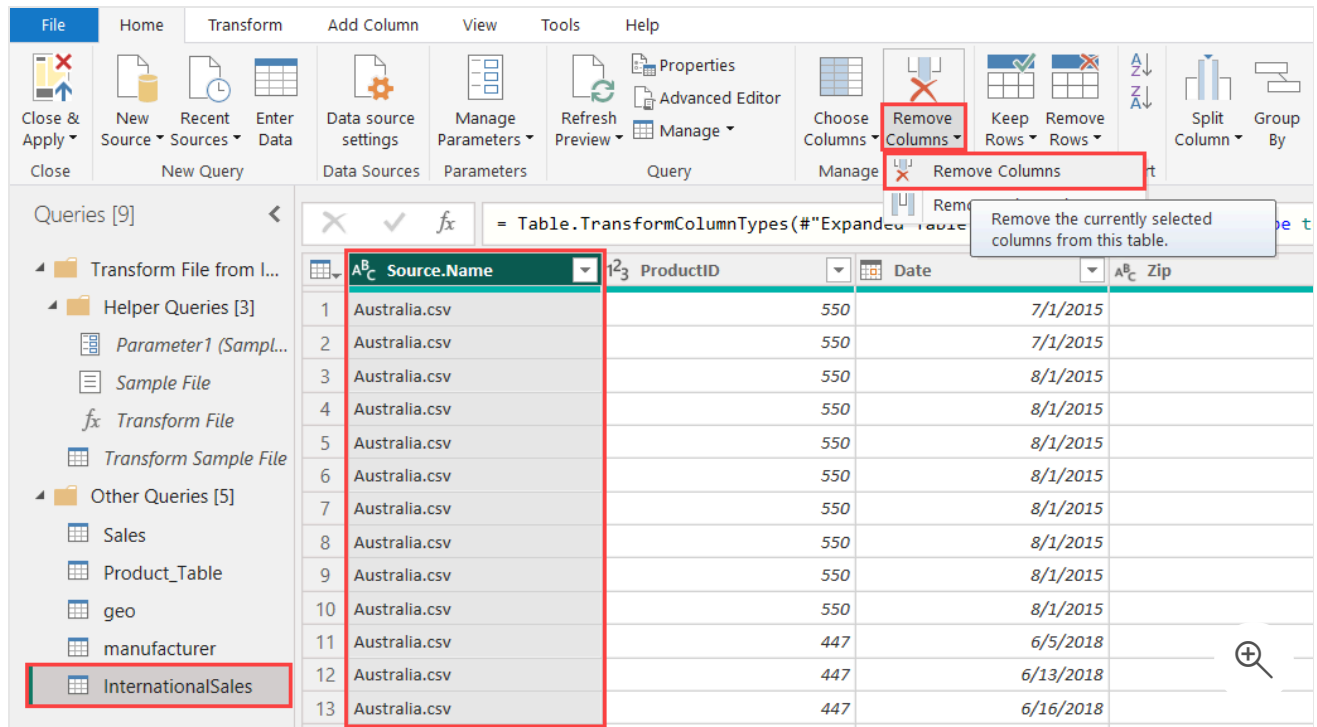 File Home Transform Add Column View Tools Help
Close & Apply
New Source
Recent Sources
Enter Data
Data source settings
Manage Parameters
Refresh Preview
Properties
Advanced Editor
Manage
Choose Columns
Remove Columns
Keep Rows
Remove Rows
Split Column
Group By
Close New Query Data Sources Parameters Query Manage
Remove Columns
Remove the currently selected
columns from this table.
Queries [9]
= Table.TransformColumnTypes(#"Expanded Table
Transform File from I...
Helper Queries [3]
Parameter1 (Sampl...
Sample File
Transform File
Transform Sample File
Other Queries [5]
Sales
Product_Table
geo
manufacturer
InternationalSales
ABC Source.Name 123 ProductID Date ABC Zip
1 Australia.csv 550 7/1/2015
2 Australia.csv 550 7/1/2015
3 Australia.csv 550 8/1/2015
4 Australia.csv 550 8/1/2015
5 Australia.csv 550 8/1/2015
6 Australia.csv 550 8/1/2015
7 Australia.csv 550 8/1/2015
8 Australia.csv 550 8/1/2015
9 Australia.csv 550 8/1/2015
10 Australia.csv 550 8/1/2015
11 Australia.csv 447 6/5/2018
12 Australia.csv 447 6/13/2018
13 Australia.csv 447 6/16/2018